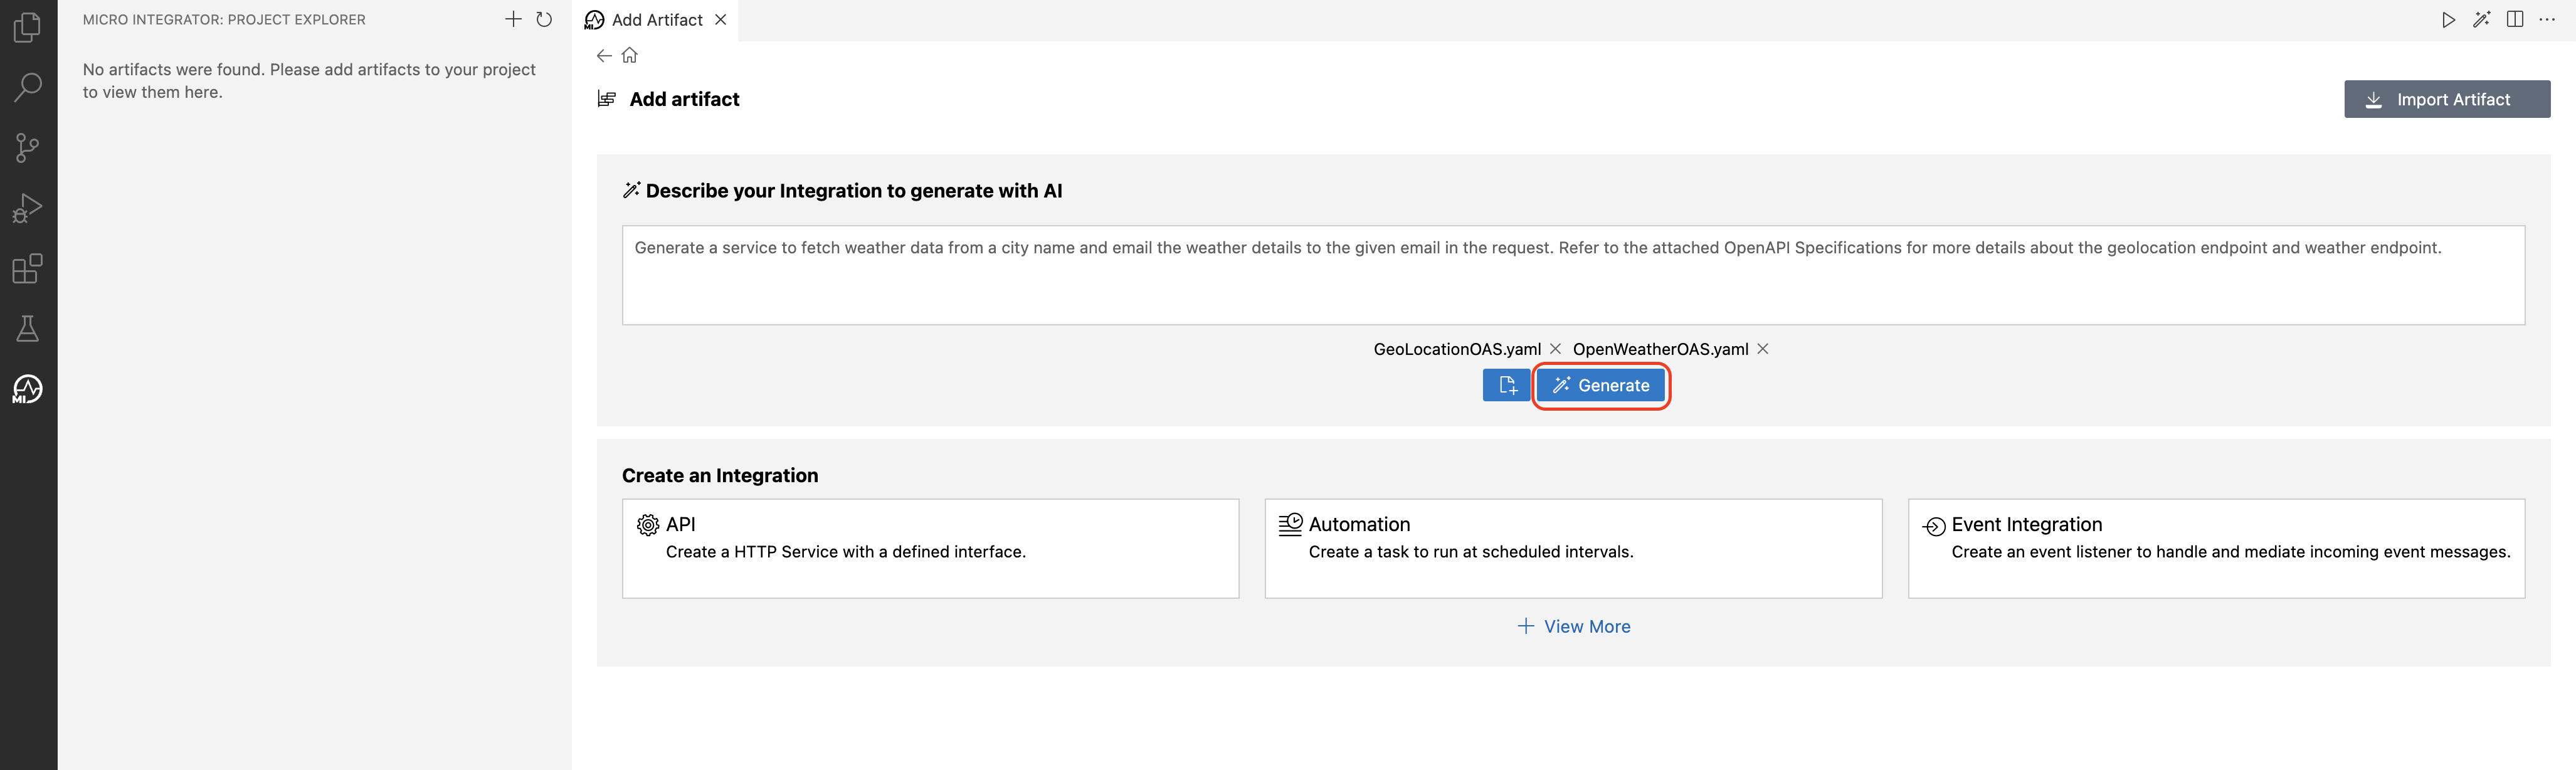 MICRO INTEGRATOR: PROJECT EXPLORER
No artifacts were found. Please add artifacts to your project
to view them here.
MI
MI
Add Artifact
Add artifact
Import Artifact
Describe your Integration to generate with AI
Generate a service to fetch weather data from a city name and email the weather details to the given email in the request. Refer to the attached OpenAPI Specifications for more details about the geolocation endpoint and weather endpoint.
GeoLocationOAS.yaml
OpenWeatherOAS.yaml
Generate
Create an Integration
API
Create a HTTP Service with a defined interface.
Automation
Create a task to run at scheduled intervals.
Event Integration
Create an event listener to handle and mediate incoming event messages.
View More